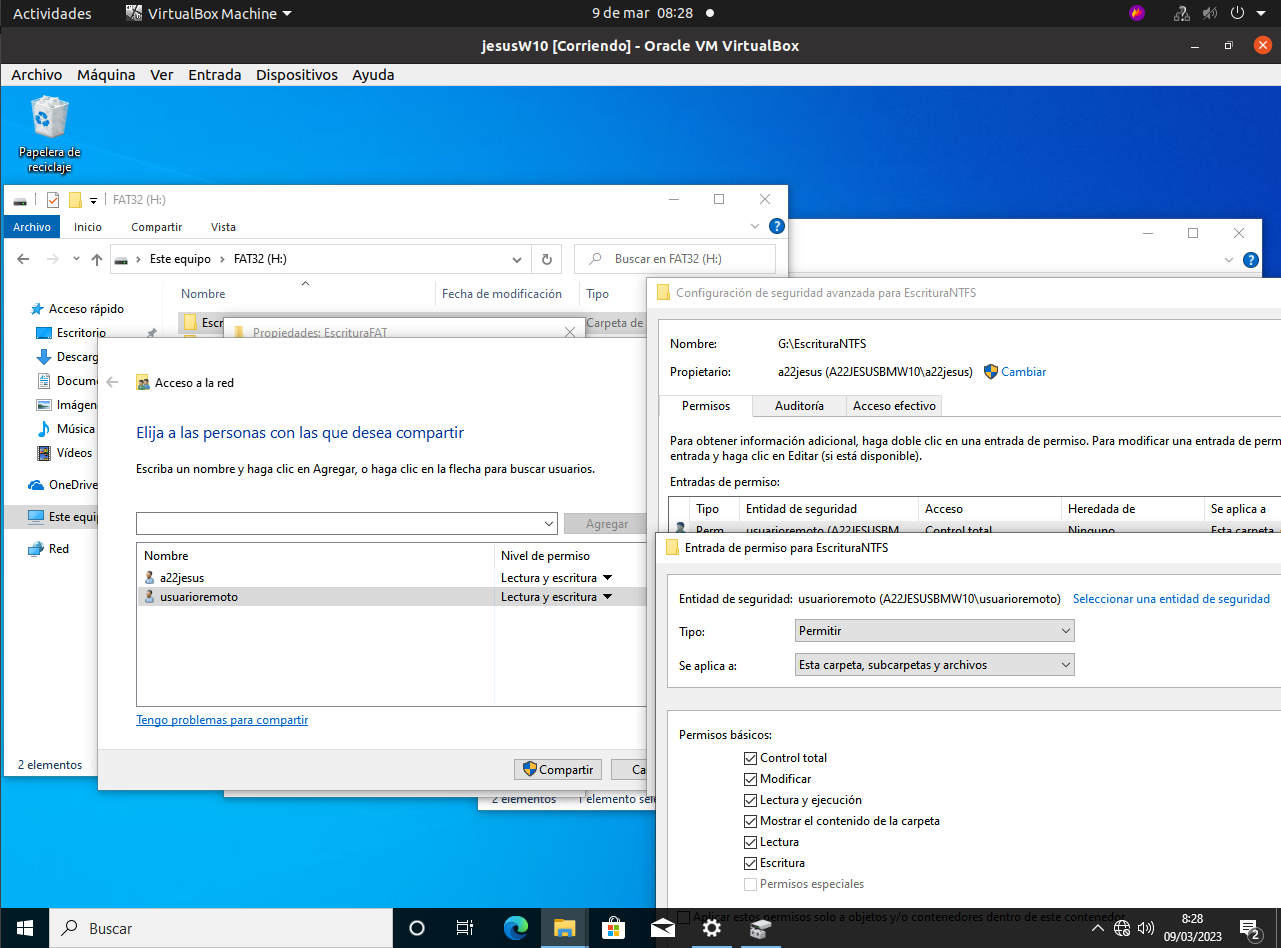 Actividades
VirtualBox Machine
9 de mar 08:28
jesusW10 [Corriendo] - Oracle VM VirtualBox
Archivo Máquina Ver Entrada Dispositivos Ayuda
Papelera de
reciclaje
FAT32 (H:)
Archivo Inicio Compartir Vista
Este equipo FAT32 (H:)
Buscar en FAT32 (H:)
Nombre Fecha de modificación Tipo
Escr
Carpeta de
Acceso rápido
Escritorio
Descarg
Docum
Imágen
Música
Vídeos
OneDrive
Este equi
Red
2 elementos
Propiedades: EscrituraFAT
Acceso a la red
Elija a las personas con las que desea compartir
Escriba un nombre y haga clic en Agregar, o haga clic en la flecha para buscar usuarios.
Agregar
Nombre Nivel de permiso
a22jesus Lectura y escritura
usuarioremoto Lectura y escritura
Tengo problemas para compartir
Compartir
Ca
2 elementos 1 elemento sele
Configuración de seguridad avanzada para EscrituraNTFS
Nombre: G:\EscrituraNTFS
Propietario: a22jesus (A22JESUSBMW10\a22jesus) Cambiar
Permisos Auditoría Acceso efectivo
Para obtener información adicional, haga doble clic en una entrada de permiso. Para modificar una entrada de perm
entrada y haga clic en Editar (si está disponible).
Entradas de permiso:
Tipo Entidad de seguridad Acceso Heredada de Se aplica a
Perm usuarioremoto (A22JESUSBM Control total Ninguno Esta carpeta,
Entrada de permiso para EscrituraNTFS
Entidad de seguridad: usuarioremoto (A22JESUSBMW10\usuarioremoto) Seleccionar una entidad de seguridad
Tipo: Permitir
Se aplica a: Esta carpeta, subcarpetas y archivos
Permisos básicos:
Control total
Modificar
Lectura y ejecución
Mostrar el contenido de la carpeta
Lectura
Escritura
Permisos especiales
Aplicar estos permisos solo a objetos y/o contenedores dentro de este contenedor
Buscar
8:28
09/03/2023
2